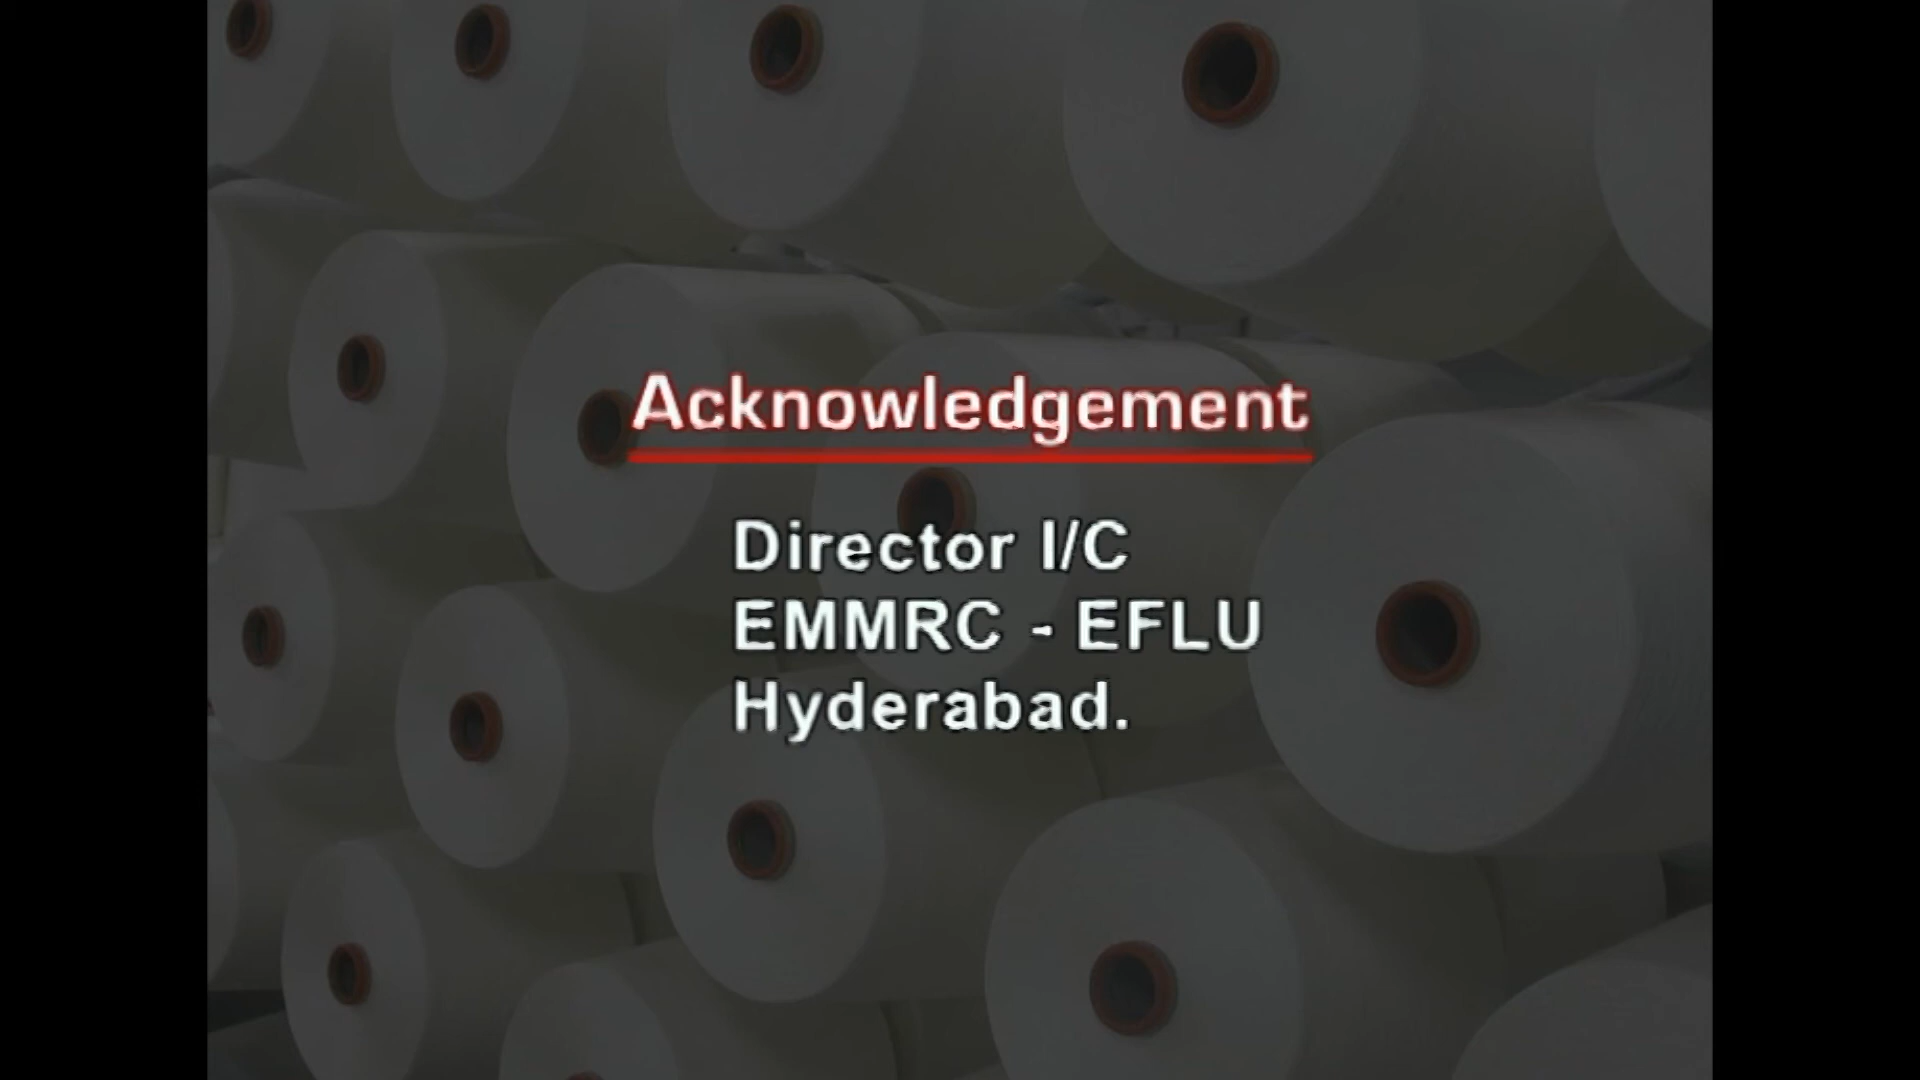 Acknowledgement
Director I/C
EMMRC - EFLU
Hyderabad.